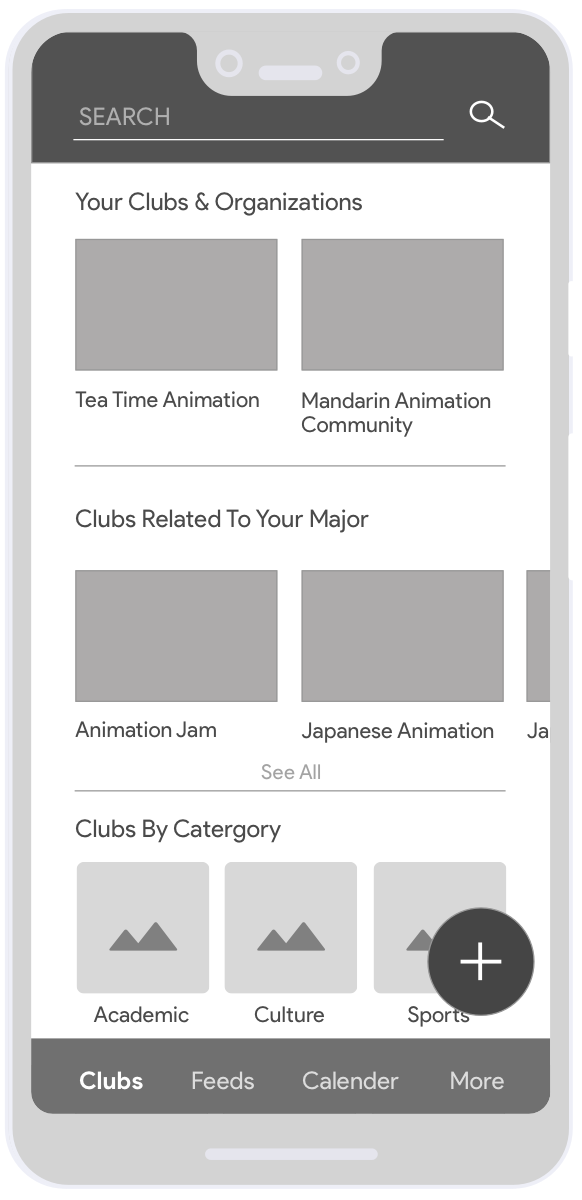 SEARCH
Your Clubs & Organizations
Tea Time Animation
Mandarin Animation
Community
Clubs Related To Your Major
Animation Jam
Japanese Animation
Ja
See All
Clubs By Catergory
Academic
Culture
Sports
Clubs
Feeds
Calender
More